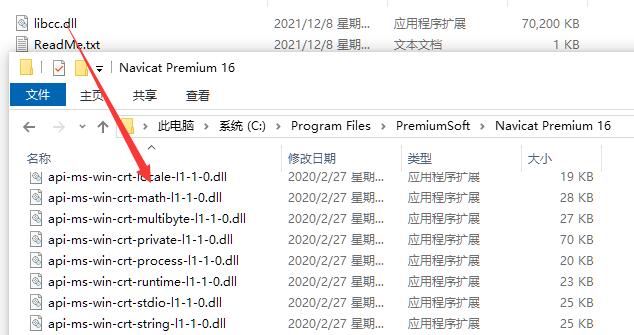 libcc.dll 2021/12/8 星期... 应用程序扩展 70,200 KB
ReadMe.txt 2021/12/8 星期... 文本文档 1 KB
Navicat Premium 16
文件 主页 共享 查看
此电脑 系统 (C:) Program Files PremiumSoft Navicat Premium 16
名称 修改日期 类型 大小
api-ms-win-crt-locale-l1-1-0.dll 2020/2/27 星期... 应用程序扩展 19 KB
api-ms-win-crt-math-l1-1-0.dll 2020/2/27 星期... 应用程序扩展 28 KB
api-ms-win-crt-multibyte-l1-1-0.dll 2020/2/27 星期... 应用程序扩展 27 KB
api-ms-win-crt-private-l1-1-0.dll 2020/2/27 星期... 应用程序扩展 70 KB
api-ms-win-crt-process-l1-1-0.dll 2020/2/27 星期... 应用程序扩展 20 KB
api-ms-win-crt-runtime-l1-1-0.dll 2020/2/27 星期... 应用程序扩展 23 KB
api-ms-win-crt-stdio-l1-1-0.dll 2020/2/27 星期... 应用程序扩展 25 KB
api-ms-win-crt-string-l1-1-0.dll 2020/2/27 星期... 应用程序扩展 25 KB